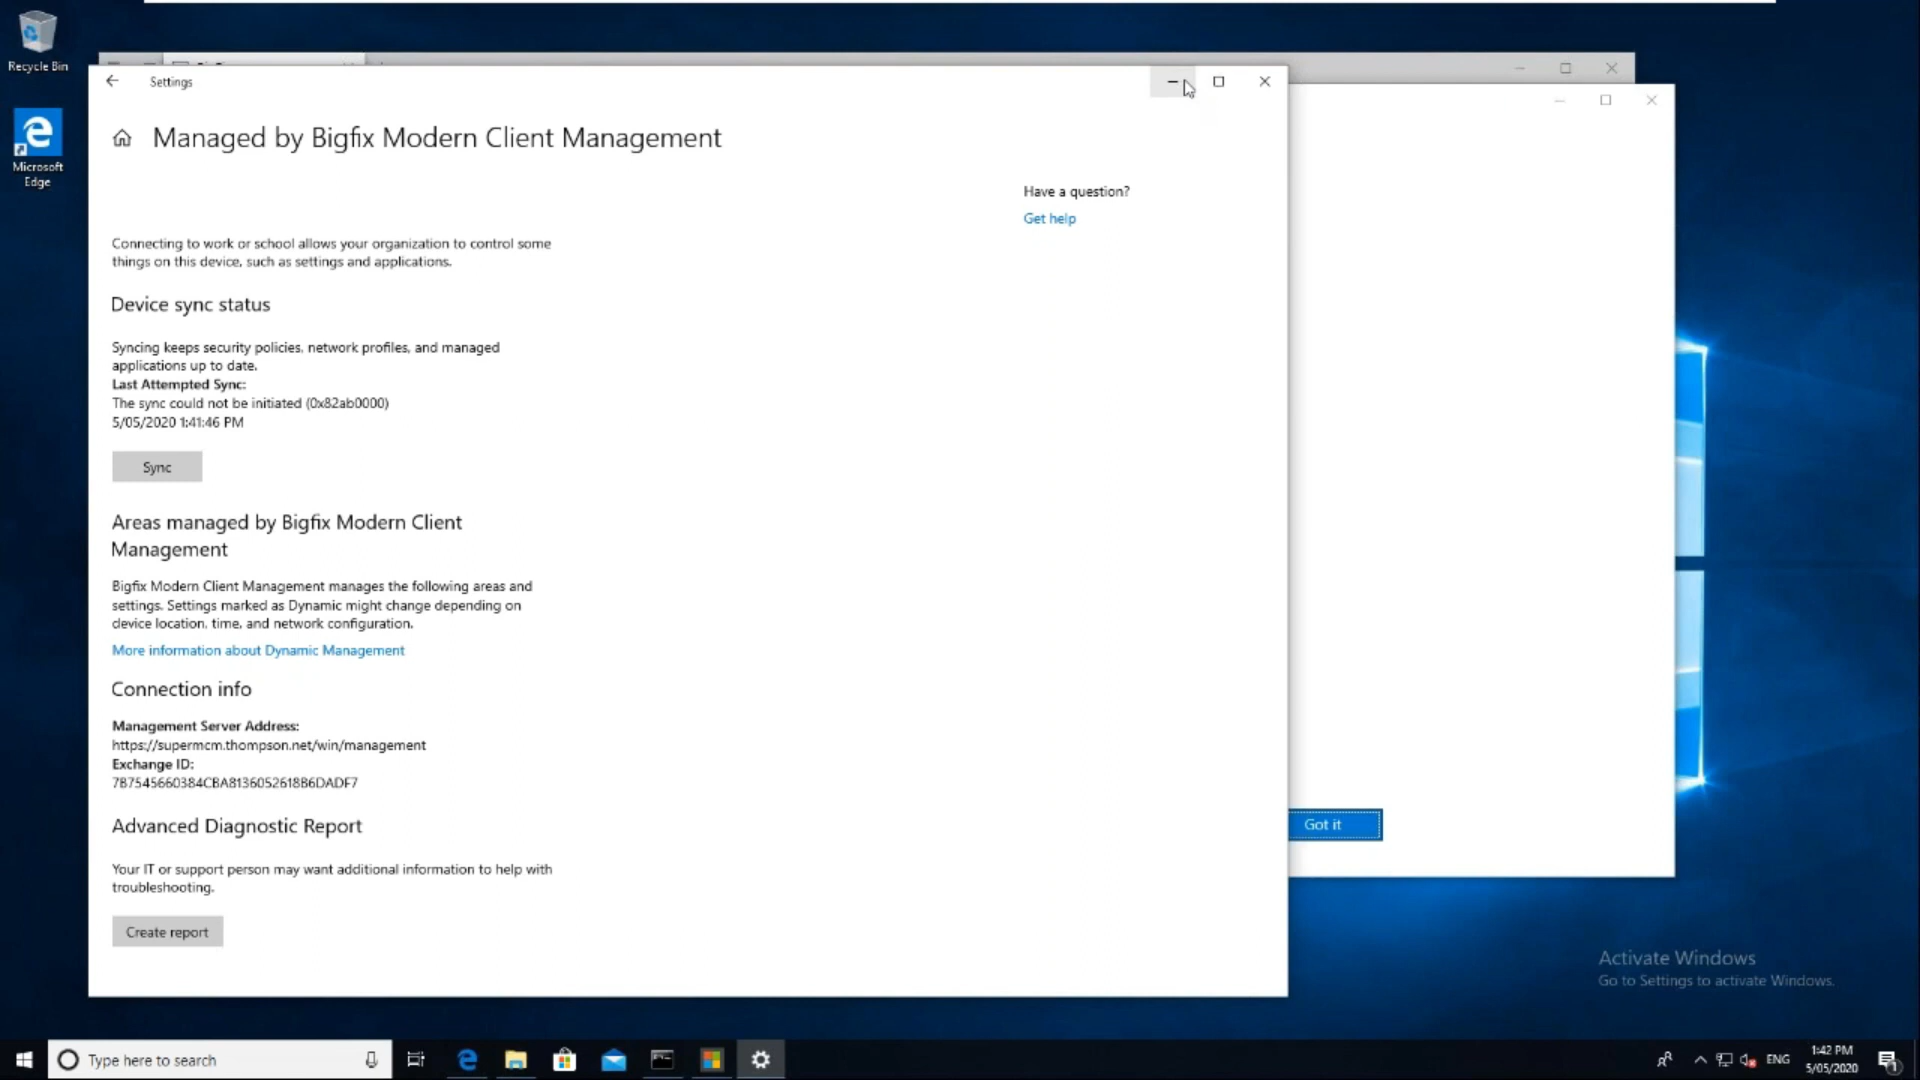 Recycle Bin
Microsoft
Edge
Settings
Managed by Bigfix Modern Client Management
Have a question?
Get help
Connecting to work or school allows your organization to control some
things on this device, such as settings and applications.
Device sync status
Syncing keeps security policies, network profiles, and managed
applications up to date.
Last Attempted Sync:
The sync could not be initiated (0x82ab0000)
5/05/2020 1:41:46 PM
Sync
Areas managed by Bigfix Modern Client
Management
Bigfix Modern Client Management manages the following areas and
settings. Settings marked as Dynamic might change depending on
device location, time, and network configuration.
More information about Dynamic Management
Connection info
Management Server Address:
https://supermcm.thompson.net/win/management
Exchange ID:
7B7545660384CBA8136052618B6DADF7
Advanced Diagnostic Report
Your IT or support person may want additional information to help with
troubleshooting.
Create report
Got it
Activate Windows
Go to Settings to activate Windows.
Type here to search
ENG
1:42 PM
5/05/2020
1